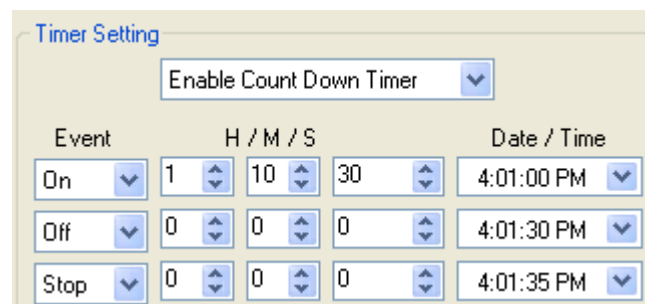 Timer Setting
Enable Count Down Timer
Event H / M / S Date / Time
On 1 10 30 4:01:00 PM
Off 0 0 0 4:01:30 PM
Stop 0 0 0 4:01:35 PM